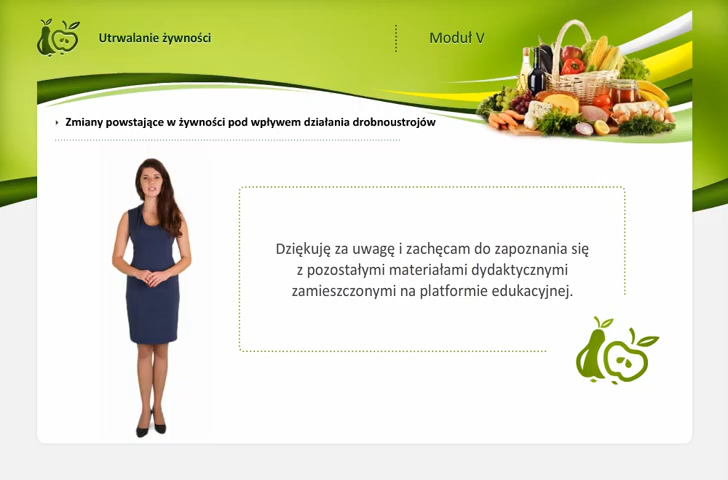 Utrwalanie żywności
Moduł V
Zmiany powstające w żywności pod wpływem działania drobnoustrojów
Dziękuję za uwagę i zachęcam do zapoznania się
z pozostałymi materiałami dydaktycznymi
zamieszczonymi na platformie edukacyjnej.